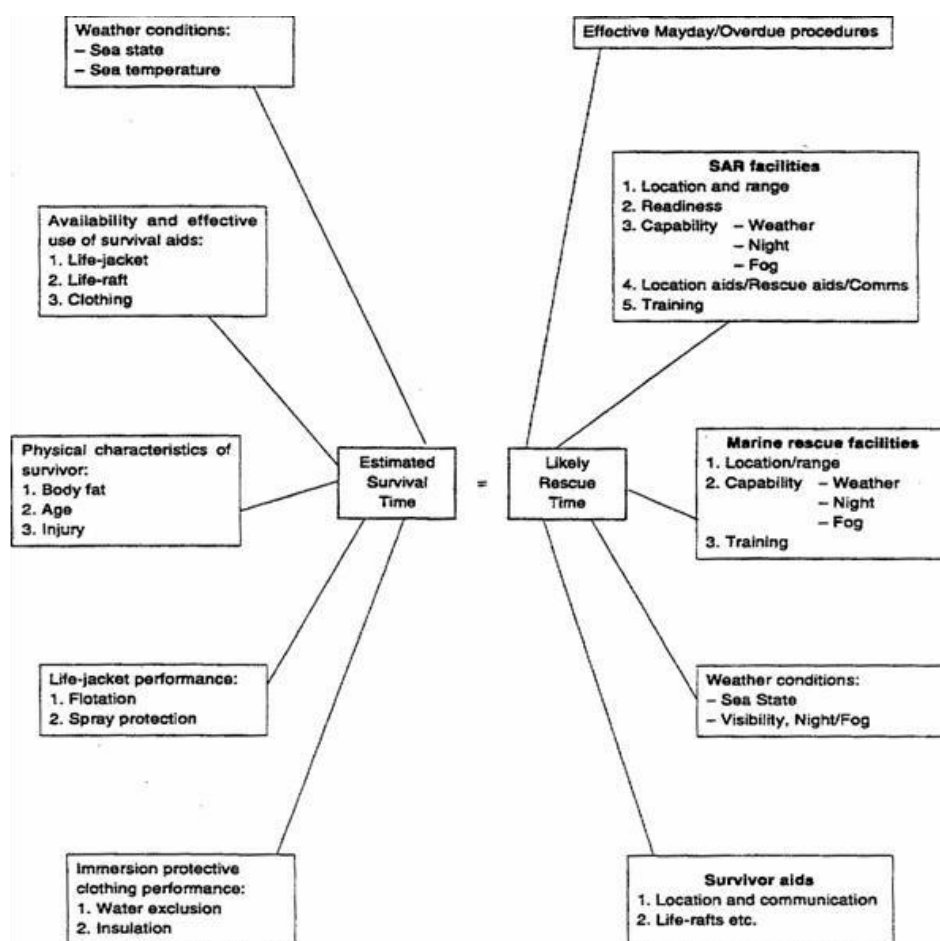 Weather conditions:
– Sea state
– Sea temperature
Availability and effective
use of survival aids:
1. Life-jacket
2. Life-raft
3. Clothing
Physical characteristics of
survivor:
1. Body fat
2. Age
3. Injury
Life-jacket performance:
1. Flotation
2. Spray protection
Immersion protective
clothing performance:
1. Water exclusion
2. Insulation
Estimated
Survival
Time
=
Likely
Rescue
Time
Effective Mayday/Overdue procedures
SAR facilities
1. Location and range
2. Readiness
3. Capability – Weather
– Night
– Fog
4. Location aids/Rescue aids/Comms
5. Training
Marine rescue facilities
1. Location/range
2. Capability – Weather
– Night
– Fog
3. Training
Weather conditions:
– Sea State
– Visibility, Night/Fog
Survivor aids
1. Location and communication
2. Life-rafts etc.